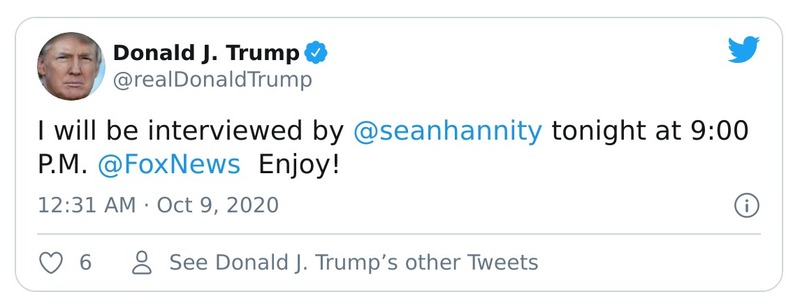 Donald J. Trump
@realDonaldTrump
I will be interviewed by @seanhannity tonight at 9:00
P.M. @FoxNews  Enjoy!
12:31 AM · Oct 9, 2020
6 See Donald J. Trump’s other Tweets